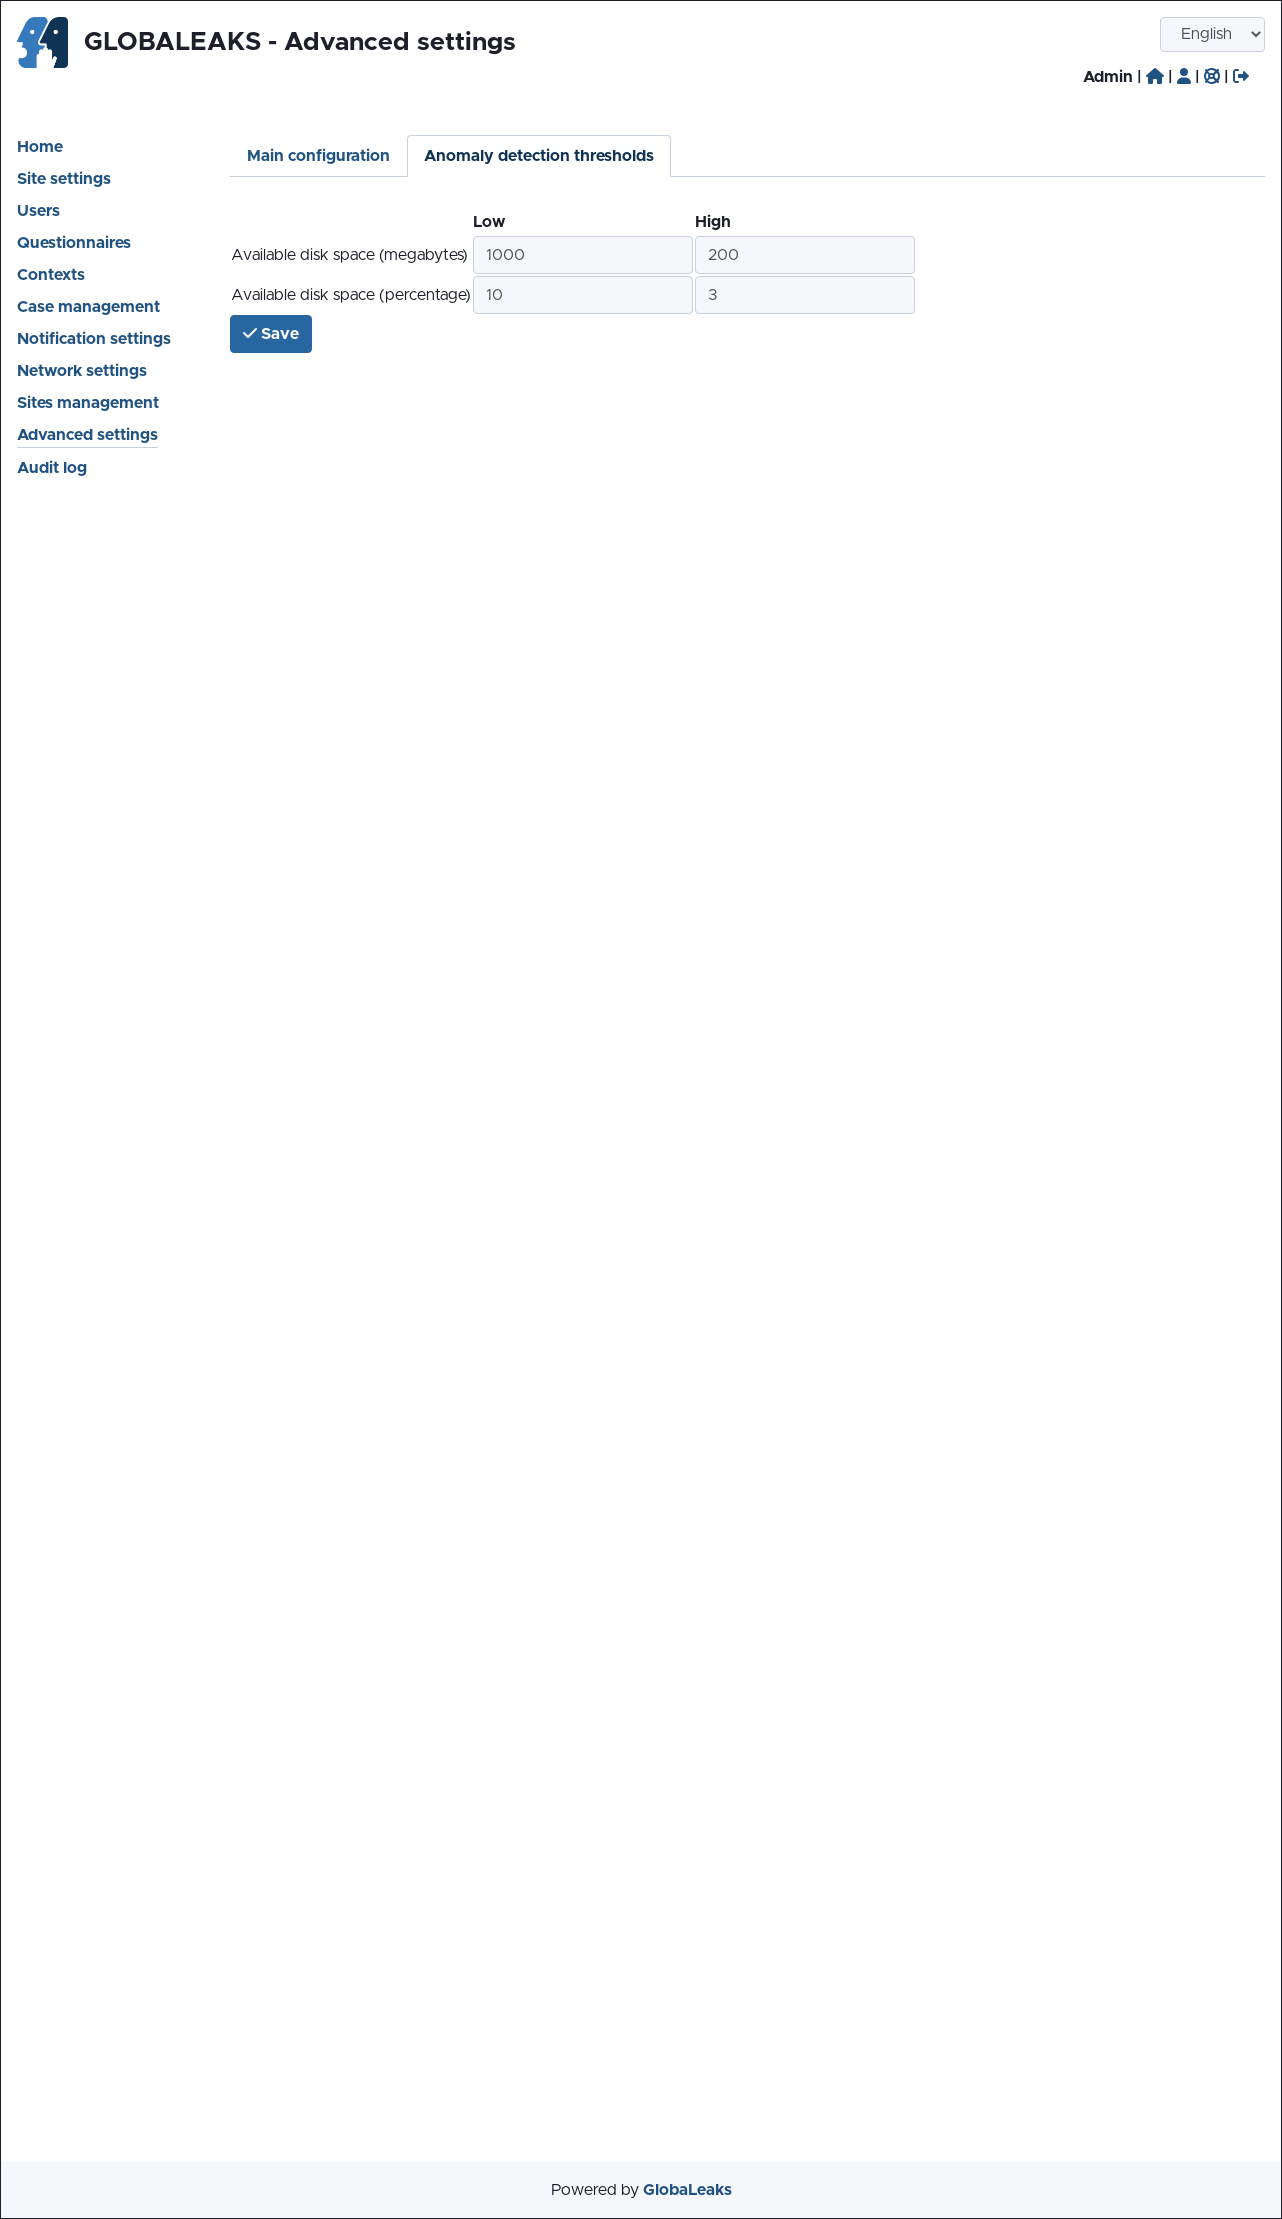 GLOBALEAKS - Advanced settings
English
Admin | | | |
Home
Site settings
Users
Questionnaires
Contexts
Case management
Notification settings
Network settings
Sites management
Advanced settings
Audit log
Main configuration
Anomaly detection thresholds
Low High
Available disk space (megabytes) 1000 200
Available disk space (percentage) 10 3
Save
Powered by GlobaLeaks